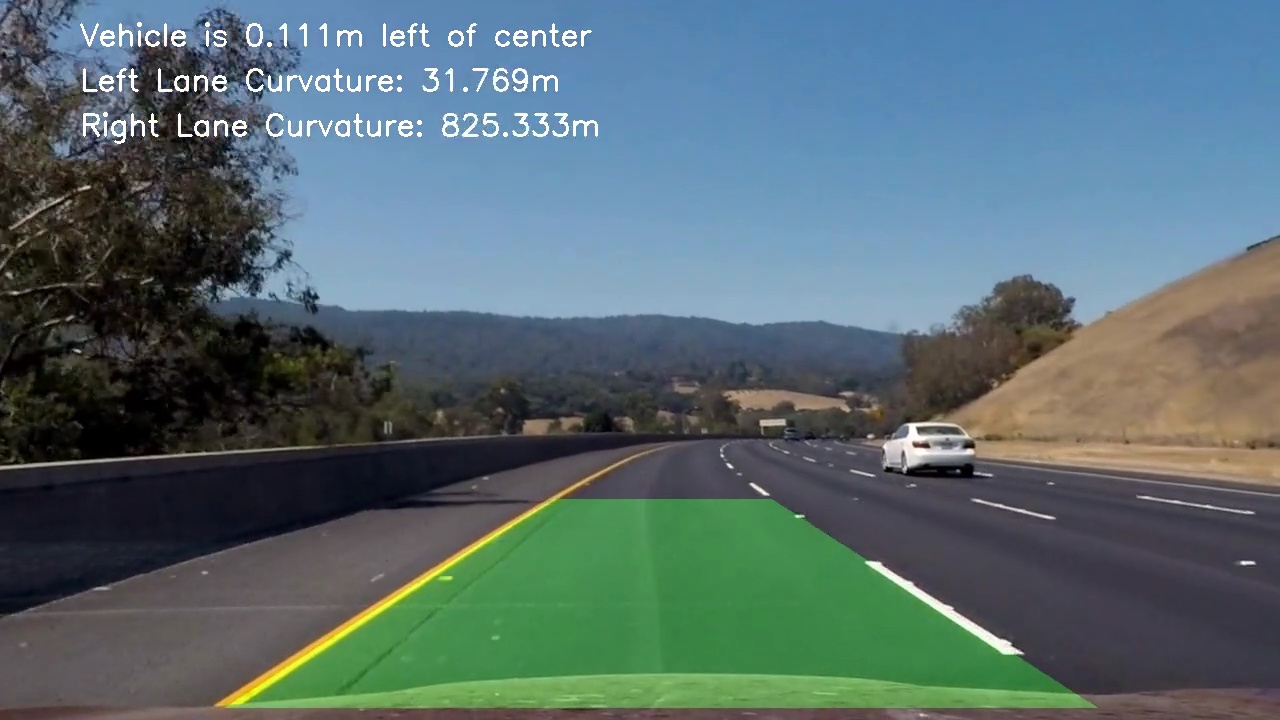 Vehicle is 0.111m left of center
Left Lane Curvature: 31.769m
Right Lane Curvature: 825.333m